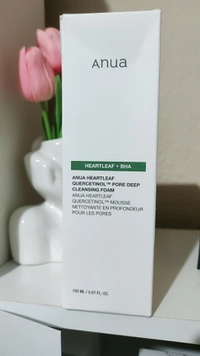 Anua
HEARTLEAF + BHA
ANUA HEARTLEAF
QUERCETINOL™ PORE DEEP
CLEANSING FOAM
ANUA HEARTLEAF
QUERCETINOL™ MOUSSE
NETTOYANTE EN PROFONDEUR
POUR LES PORES
150 ML / 5.07 FL. OZ.